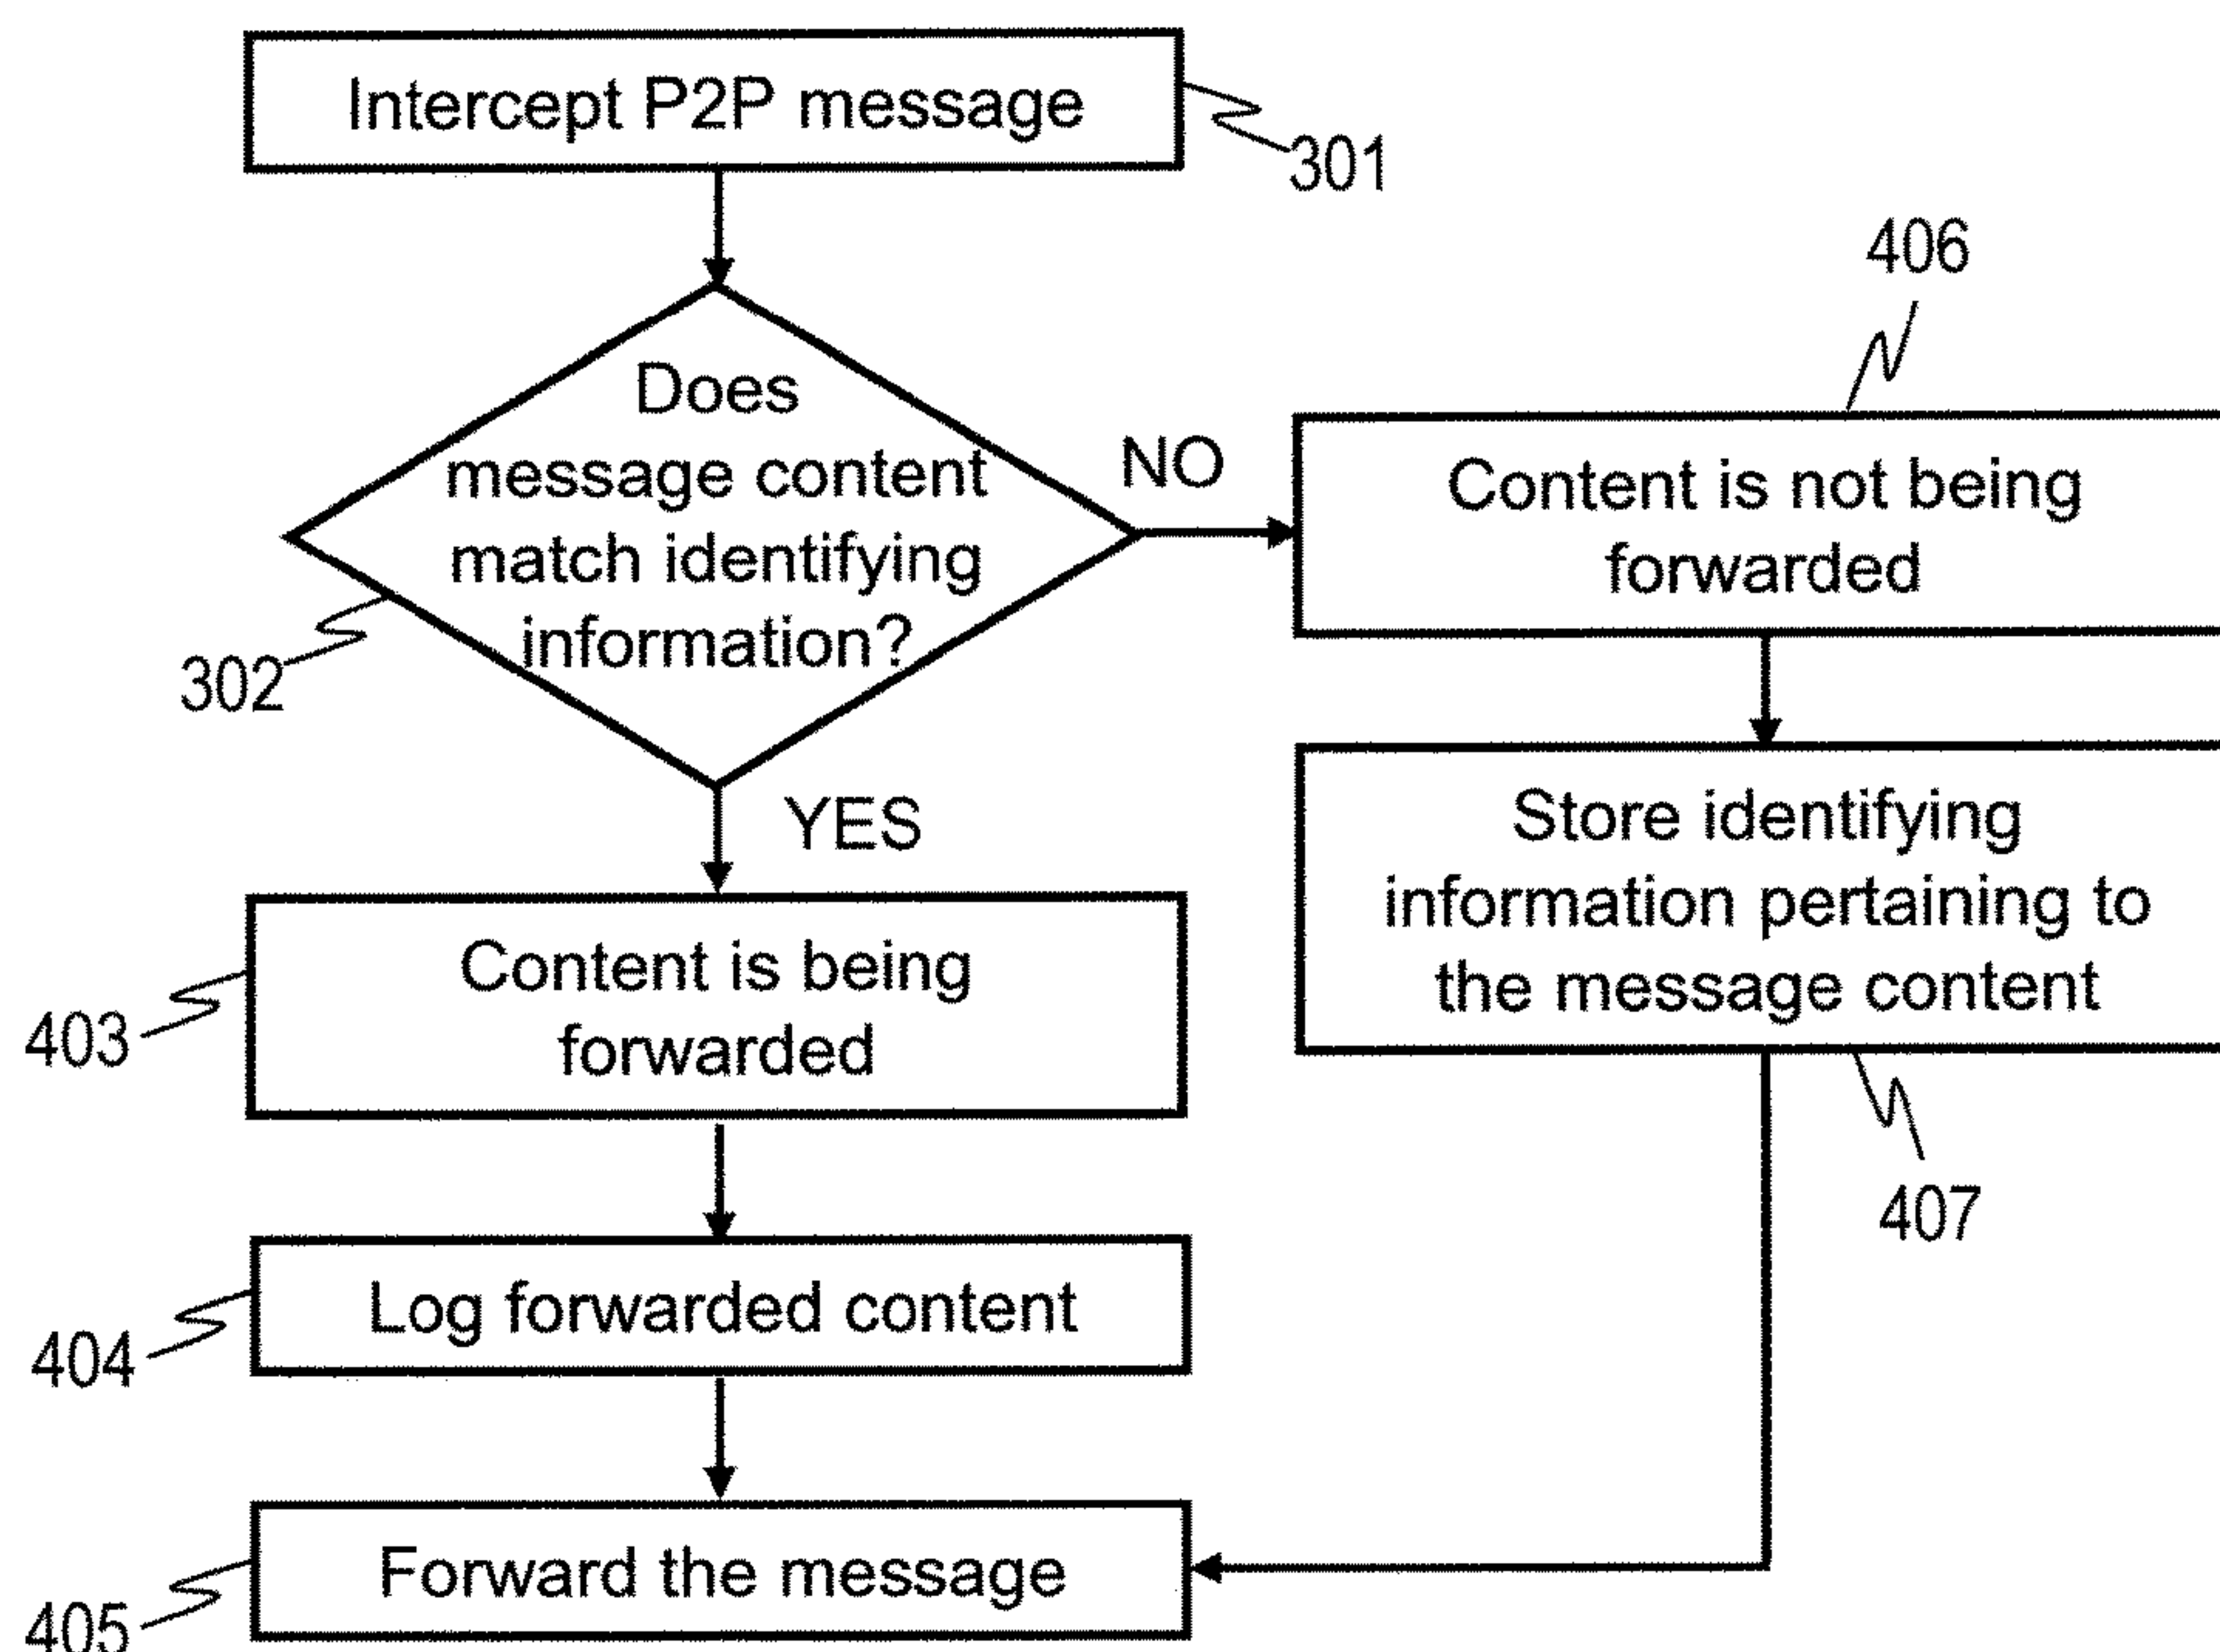 Intercept P2P message
301
Does
message content
match identifying
information?
302
NO
406
Content is not being
forwarded
YES
Store identifying
information pertaining to
the message content
407
403
Content is being
forwarded
404
Log forwarded content
405
Forward the message